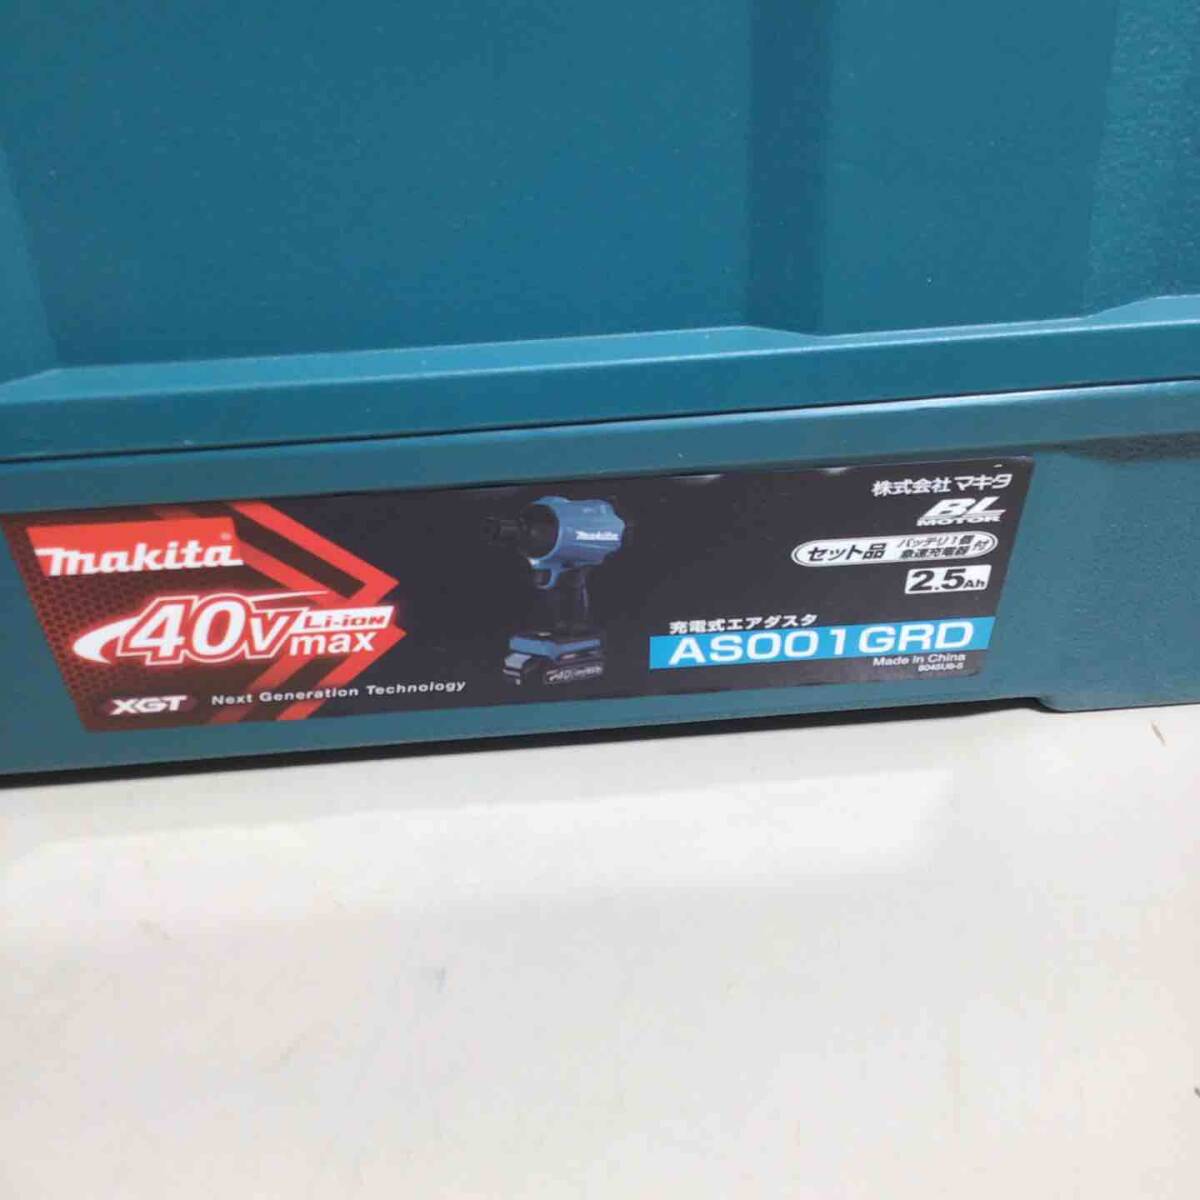 makita
40Vmax Li-ion
XGT Next Generation Technology
makita
株式会社 マキタ
BL
MOTOR
セット品 バッテリ1個 急速充電器 付
2.5Ah
充電式エアダスタ
AS001GRD
Made in China